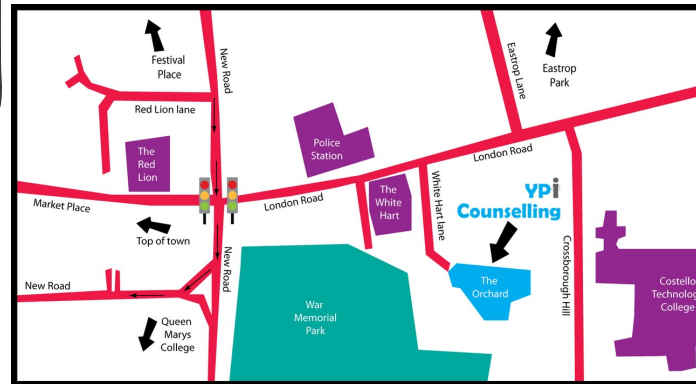 Festival
Place
New Road
Eastrop Lane
Eastrop
Park
Red Lion lane
Police
Station
The
Red
Lion
London Road
The
White
Hart
White Hart lane
YPi
Counselling
Market Place
London Road
Top of town
New Road
Crossborough Hill
New Road
The
Orchard
Costello
Technology
College
War
Memorial
Park
Queen
Marys
College